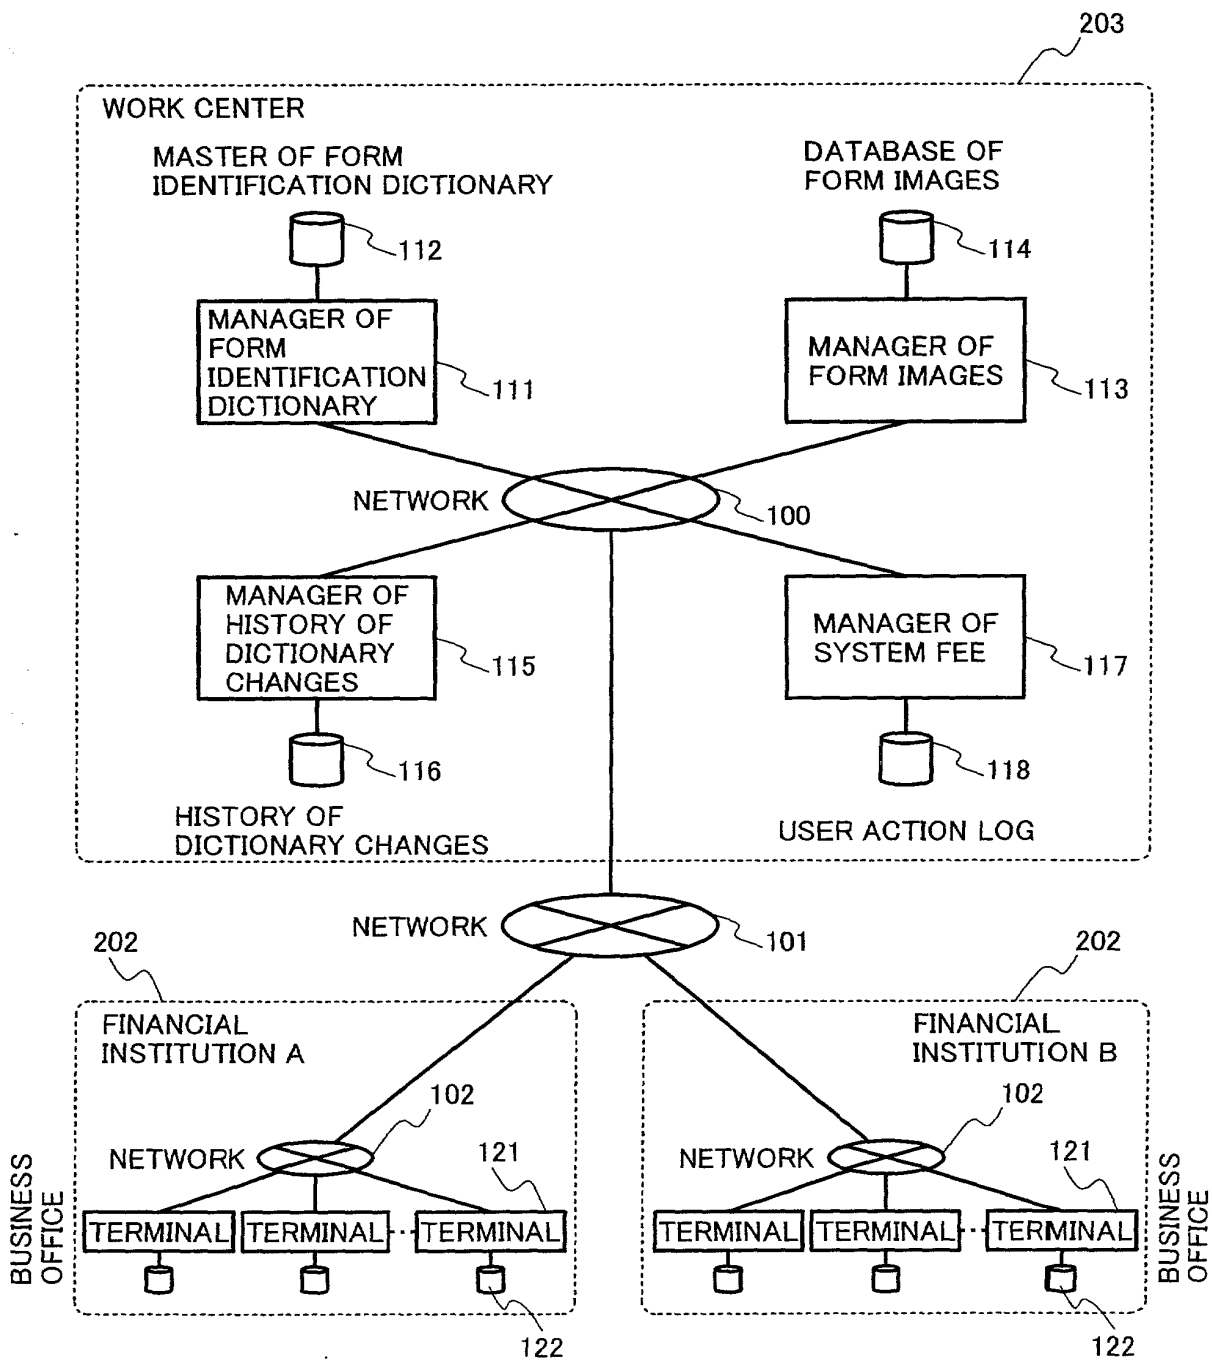 203
WORK CENTER
MASTER OF FORM
IDENTIFICATION DICTIONARY
DATABASE OF
FORM IMAGES
112
114
MANAGER OF
FORM
IDENTIFICATION
DICTIONARY
111
MANAGER OF
FORM IMAGES
113
NETWORK
100
MANAGER OF
HISTORY OF
DICTIONARY
CHANGES
115
MANAGER OF
SYSTEM FEE
117
116
118
HISTORY OF
DICTIONARY CHANGES
USER ACTION LOG
NETWORK
101
202
202
FINANCIAL
INSTITUTION A
FINANCIAL
INSTITUTION B
102
102
NETWORK
121
NETWORK
121
BUSINESS
OFFICE
TERMINAL
TERMINAL
TERMINAL
TERMINAL
TERMINAL
TERMINAL
BUSINESS
OFFICE
122
122